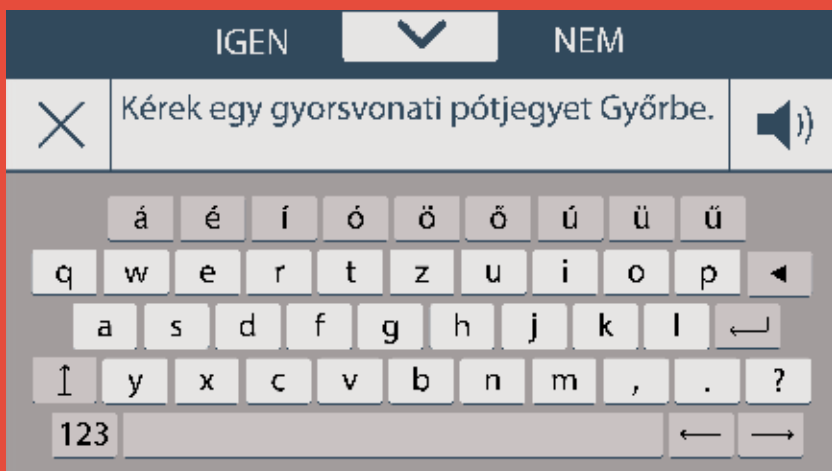 IGEN NEM
Kérek egy gyorsvonati pótjegyet Győrbe.
á é í ó ö ő ú ü ű
q w e r t z u i o p
a s d f g h j k l
y x c v b n m , . ?
123